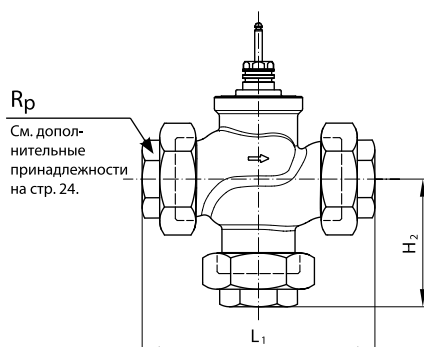 Rp
См. допол-
нительные
принадлежности
на стр. 24.
H₂
L₁